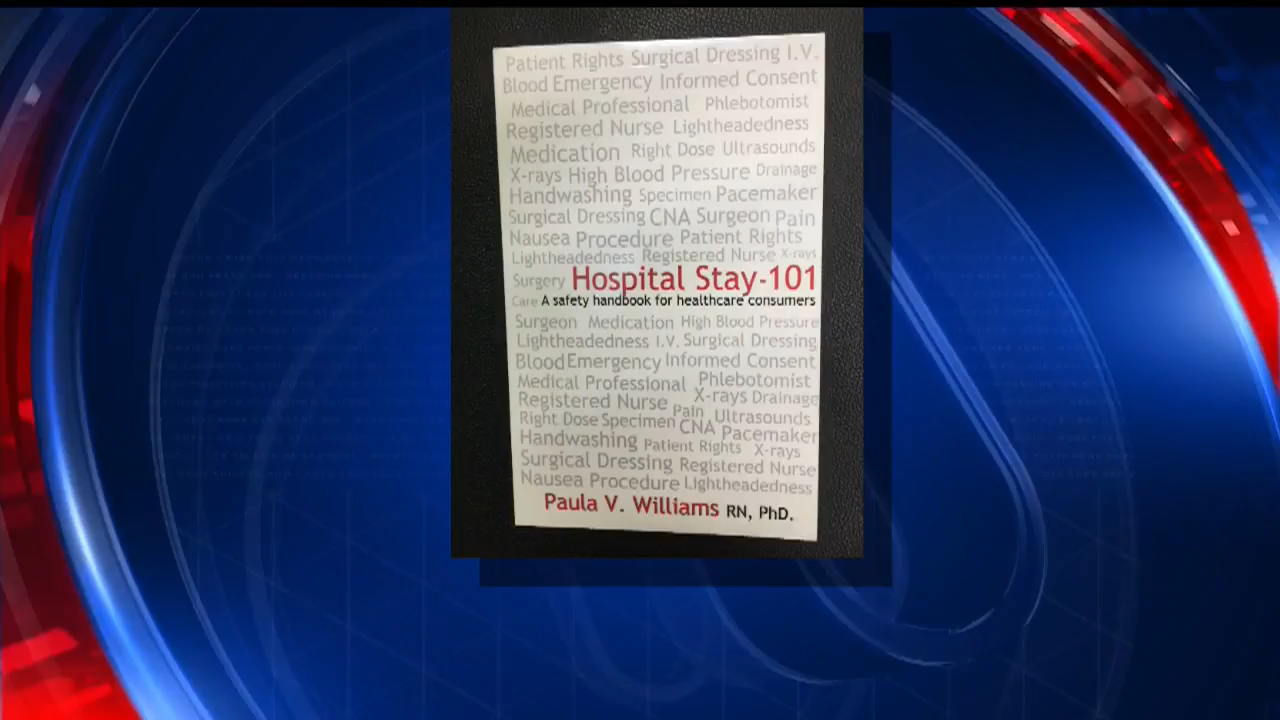 Patient Rights Surgical Dressing I.V.
Blood Emergency Informed Consent
Medical Professional Phlebotomist
Registered Nurse Lightheadedness
Medication Right Dose Ultrasounds
X-rays High Blood Pressure Drainage
Handwashing Specimen Pacemaker
Surgical Dressing CNA Surgeon Pain
Nausea Procedure Patient Rights
Lightheadedness Registered Nurse X-rays
Surgery Hospital Stay-101
Care A safety handbook for healthcare consumers
Surgeon Medication High Blood Pressure
Lightheadedness I.V. Surgical Dressing
Blood Emergency Informed Consent
Medical Professional Phlebotomist
Registered Nurse X-rays Drainage
Right Dose Specimen Pain Ultrasounds
Handwashing CNA Pacemaker
Patient Rights X-rays
Surgical Dressing Registered Nurse
Nausea Procedure Lightheadedness
Paula V. Williams RN, PhD.